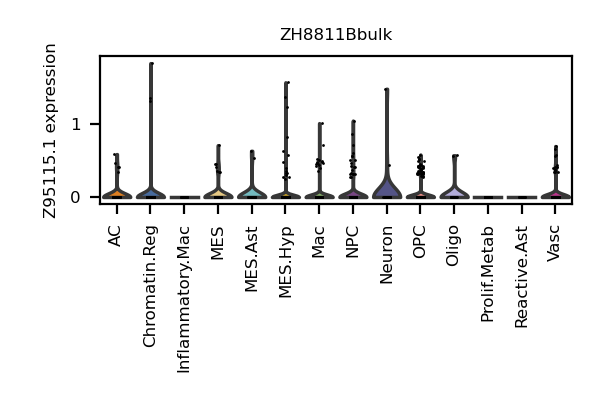 ZH8811Bbulk
Z95115.1 expression
1
0
AC
Chromatin.Reg
Inflammatory.Mac
MES
MES.Ast
MES.Hyp
Mac
NPC
Neuron
OPC
Oligo
Prolif.Metab
Reactive.Ast
Vasc